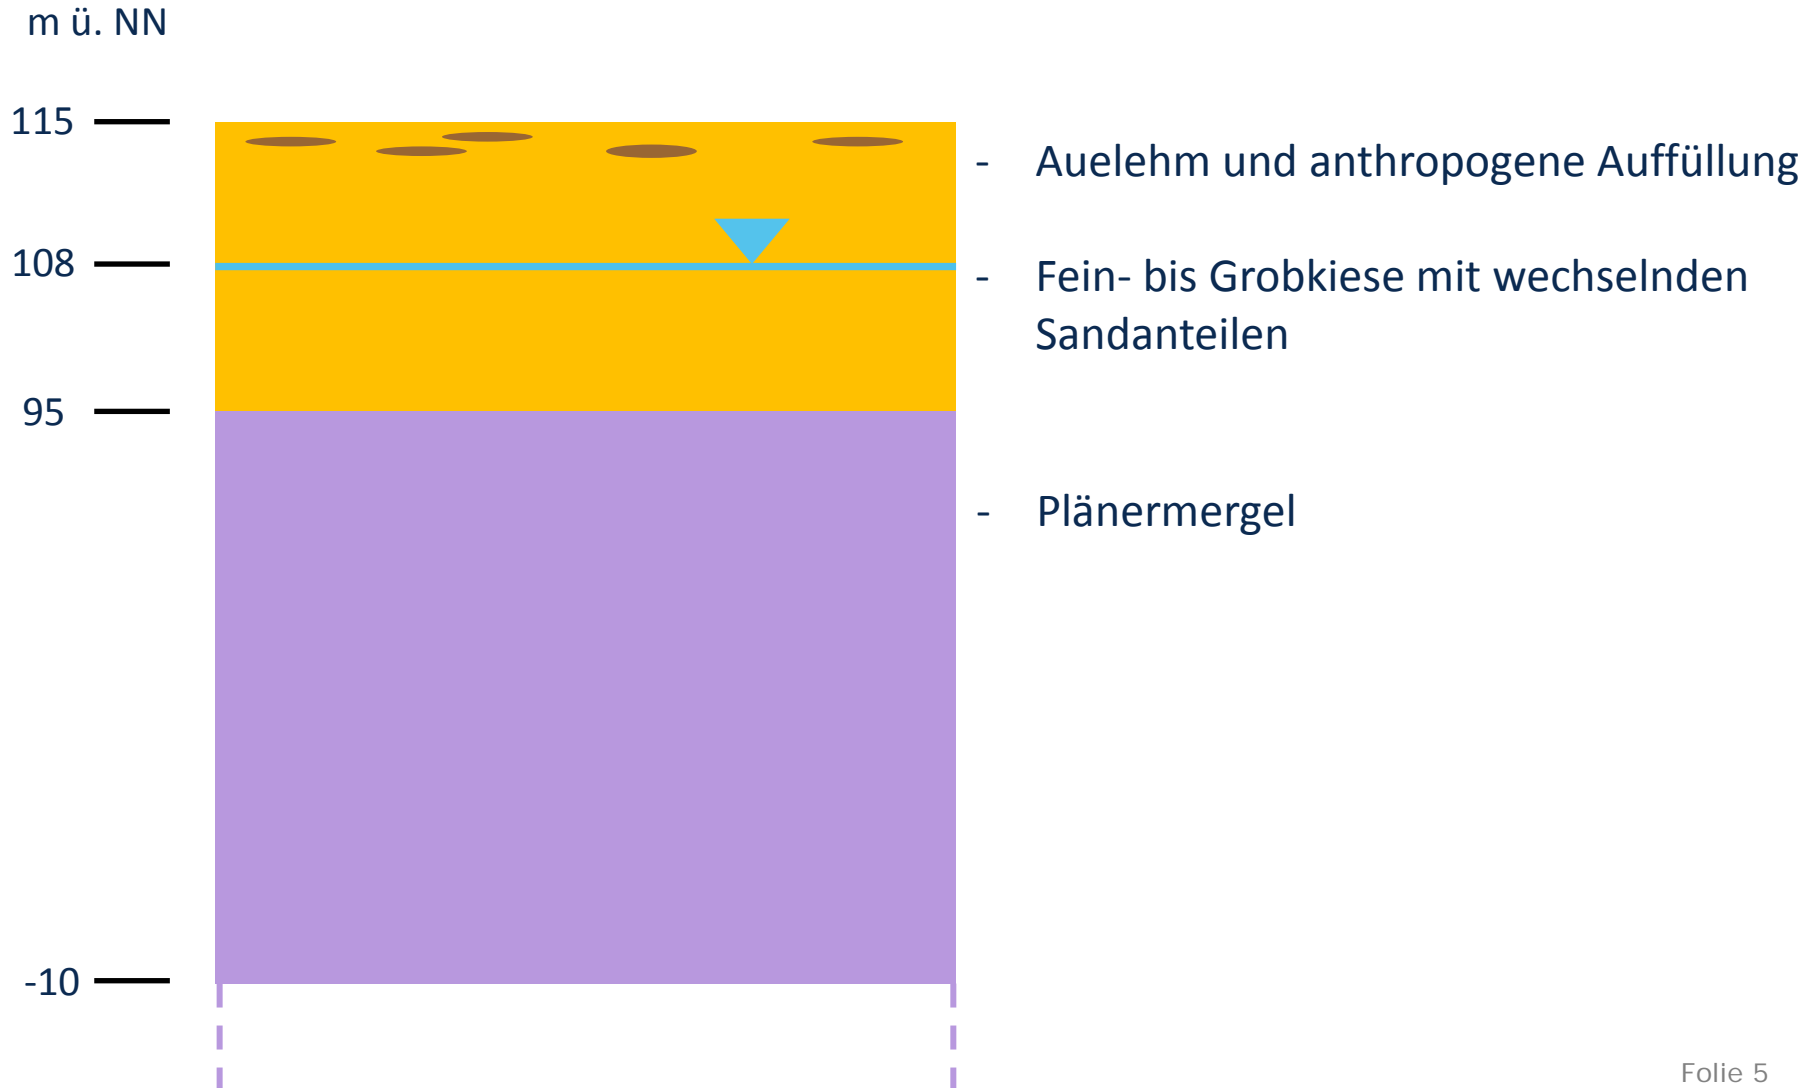 m ü. NN
115
- Auelehm und anthropogene Auffüllung
108
- Fein- bis Grobkiese mit wechselnden
Sandanteilen
95
- Plänermergel
-10
Folie 5